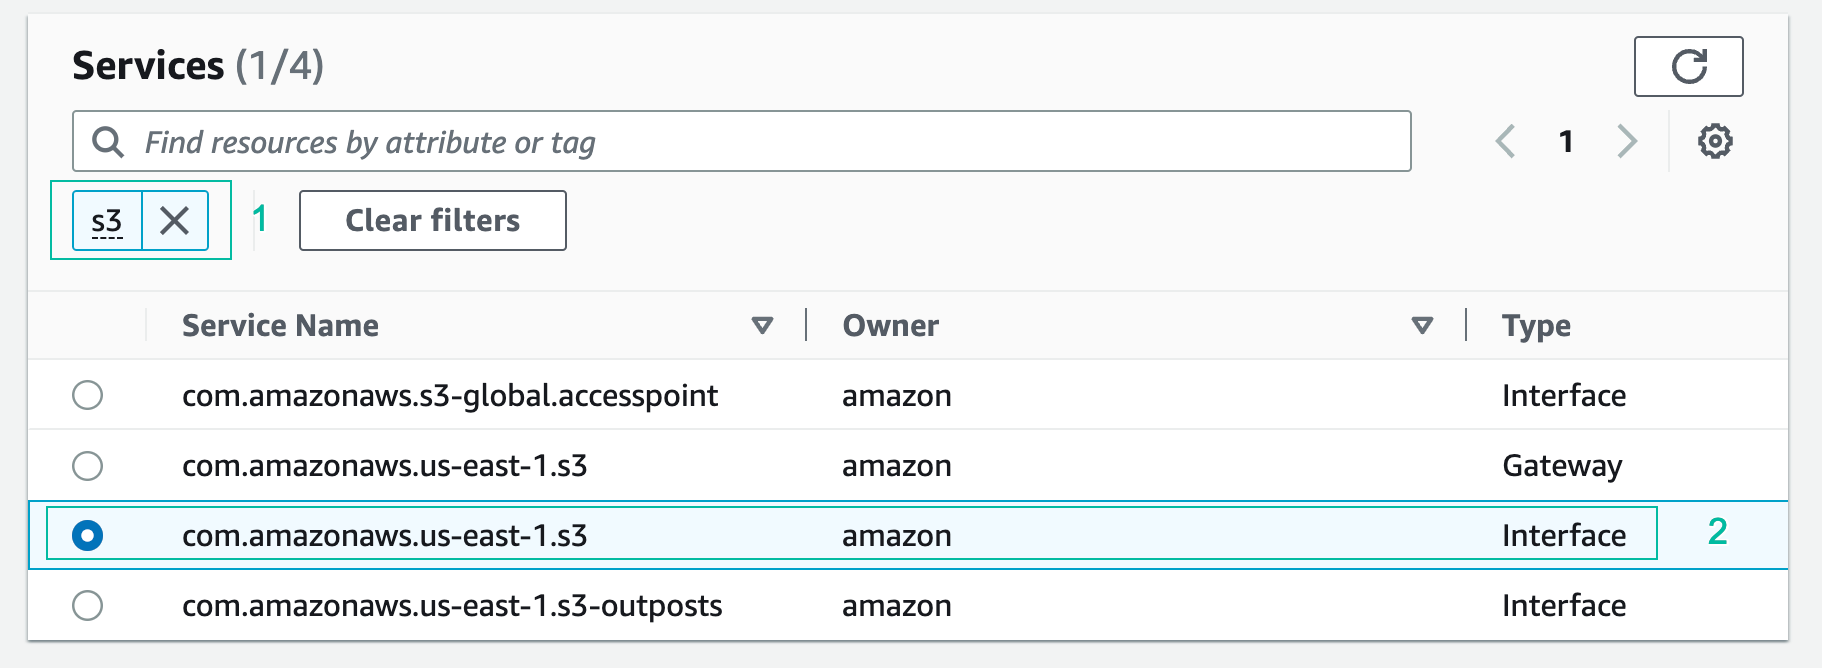 Services (1/4)
Find resources by attribute or tag
1
s3
1
Clear filters
Service Name Owner Type
com.amazonaws.s3-global.accesspoint amazon Interface
com.amazonaws.us-east-1.s3 amazon Gateway
com.amazonaws.us-east-1.s3 amazon Interface 2
com.amazonaws.us-east-1.s3-outposts amazon Interface